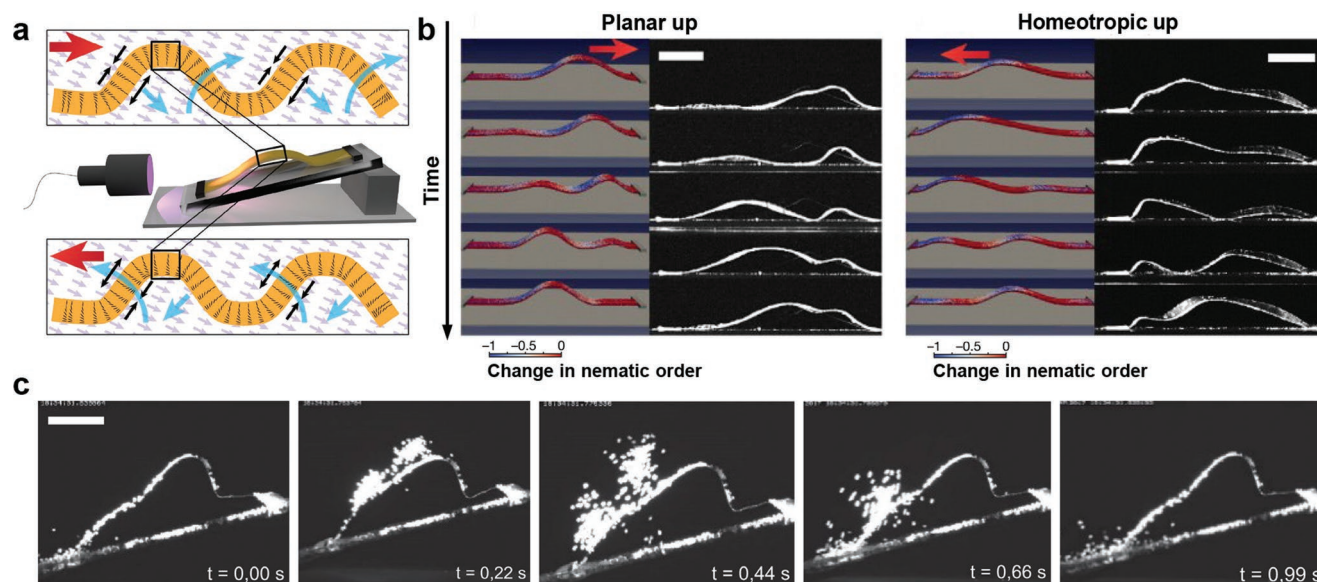 a
b
Planar up
Homeotropic up
Time
−1 −0.5 0
Change in nematic order
−1 −0.5 0
Change in nematic order
c
t = 0,00 s
t = 0,22 s
t = 0,44 s
t = 0,66 s
t = 0.99 s